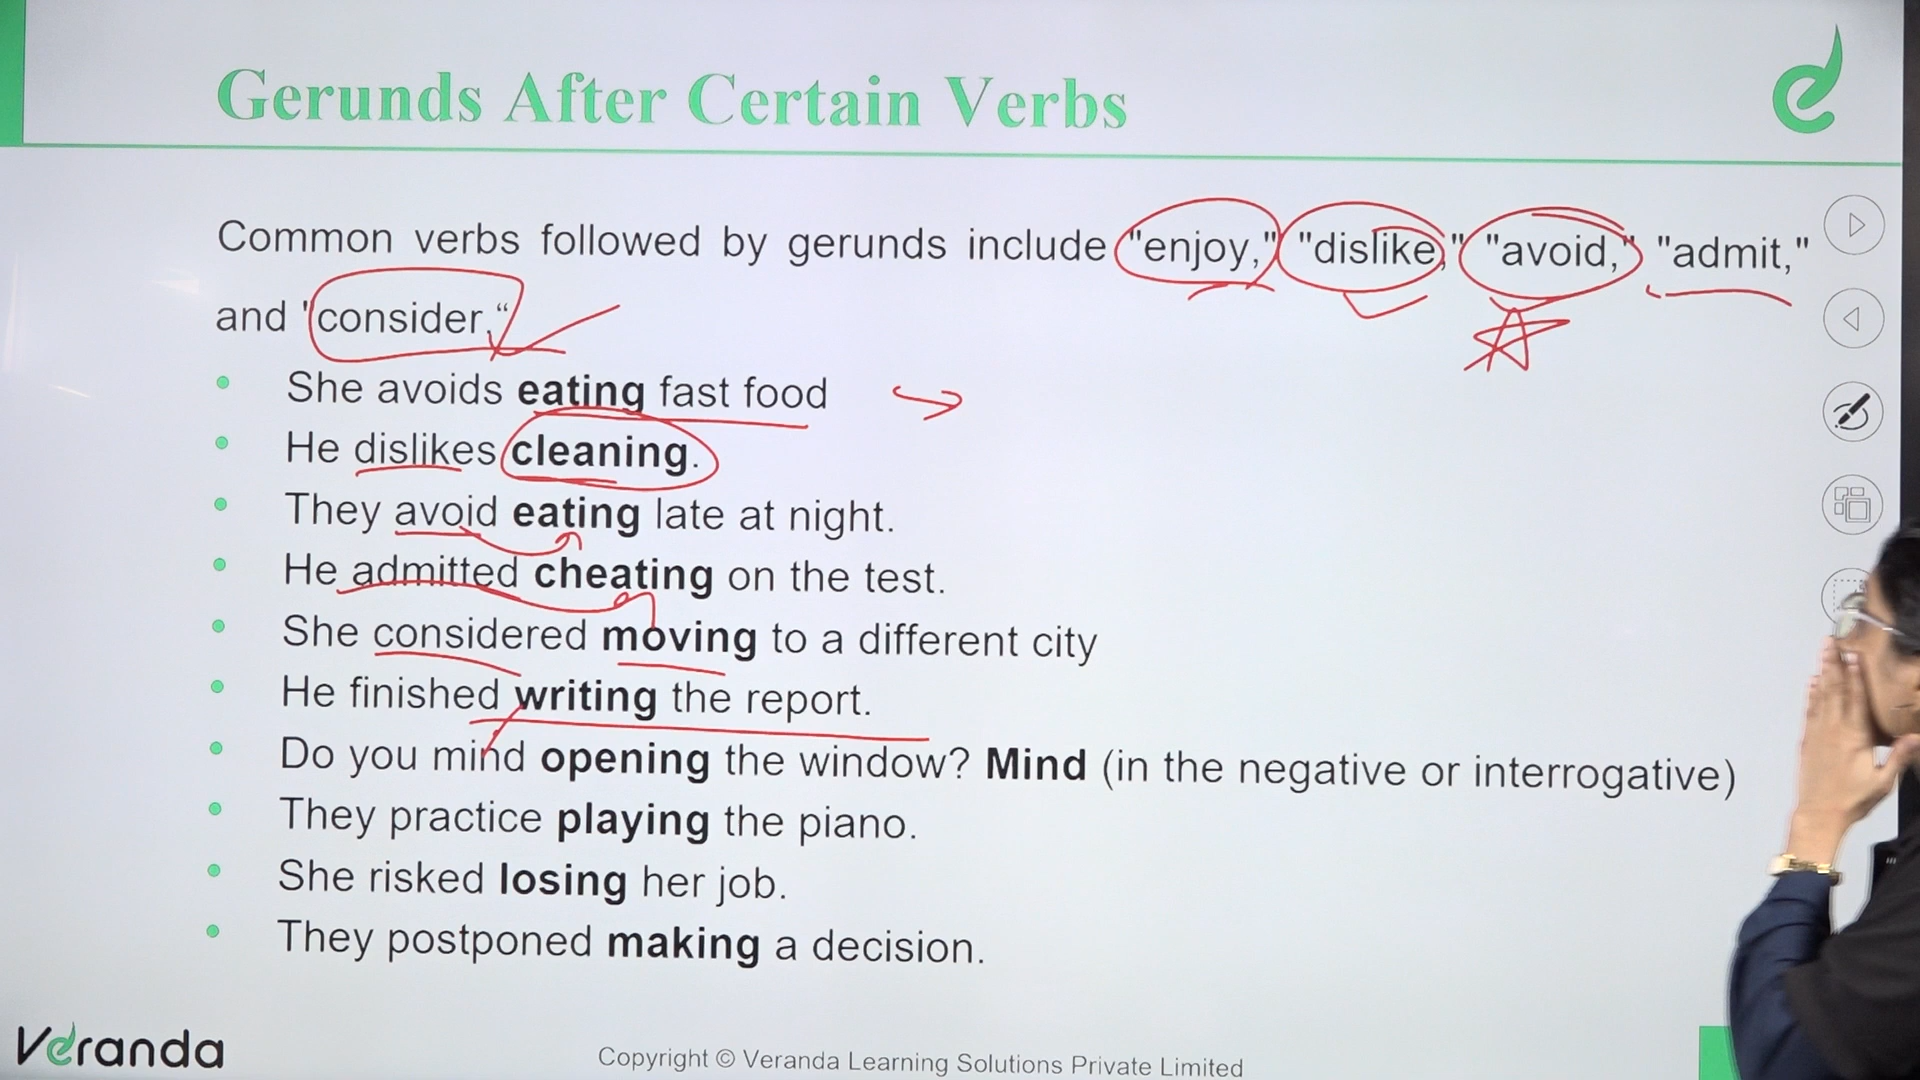 Gerunds After Certain Verbs
Common verbs followed by gerunds include "enjoy," "dislike," "avoid," "admit,"
and "consider,“
• She avoids eating fast food
• He dislikes cleaning.
• They avoid eating late at night.
• He admitted cheating on the test.
• She considered moving to a different city
• He finished writing the report.
• Do you mind opening the window? Mind (in the negative or interrogative)
• They practice playing the piano.
• She risked losing her job.
• They postponed making a decision.
Veranda
Copyright © Veranda Learning Solutions Private Limited